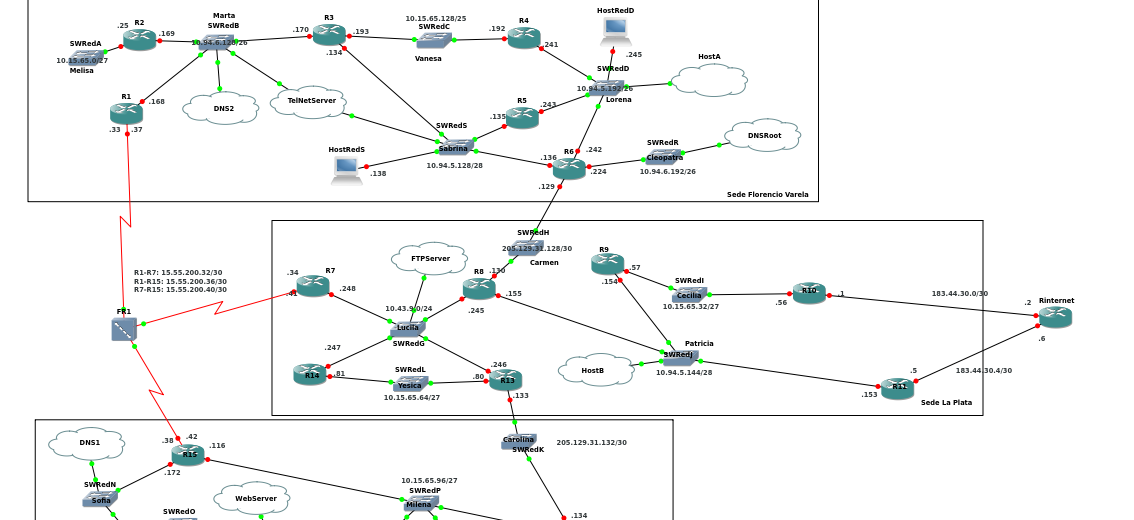 HostRedD
Marta
R2
SWRedB
R3
10.15.65.128/25
SWRedC
R4
.25
.169
.170
.193
.192
.241
SWRedA
10.94.6.128/26
10.15.65.0/27
Melisa
.134
Vanesa
.245
SWRedD
HostA
10.94.5.192/26
Lorena
R1
.168
DNS2
TelNetServer
R5
.243
.135
.33
.37
SWRedS
Sabrina
10.94.5.128/28
HostRedS
.138
.136
R6
.242
.224
SWRedR
Cleopatra
DNSRoot
10.94.6.192/26
.129
Sede Florencio Varela
SWRedH
205.129.31.128/30
Carmen
FTPServer
R9
.57
.154
SWRedI
Cecilia
10.15.65.32/27
R10
.56
.1
183.44.30.0/30
.2
Rinternet
.6
R1-R7: 15.55.200.32/30
R1-R15: 15.55.200.36/30
R7-R15: 15.55.200.40/30
.34
R7
.41
.248
R8
.130
.155
.245
10.43.9.0/24
Lucila
SWRedG
FR1
Patricia
SWRedJ
10.94.5.144/28
HostB
.247
R14
.81
SWRedL
Yesica
10.15.65.64/27
.246
.80
R13
.133
.5
183.44.30.4/30
.153
R11
Sede La Plata
Carolina
SWRedK
205.129.31.132/30
DNS1
.38
.42
R15
.116
.172
SWRedN
Sofia
SWRedO
WebServer
10.15.65.96/27
SWRedP
Milena
.134